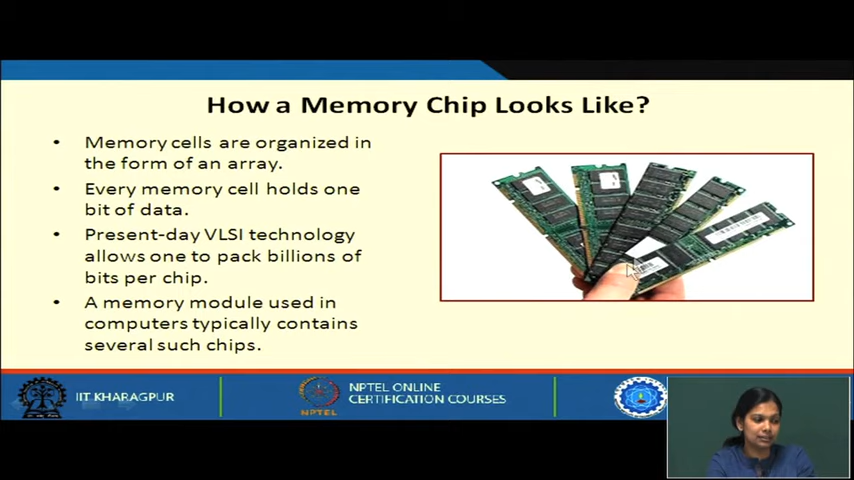 How a Memory Chip Looks Like?
• Memory cells are organized in
the form of an array.
• Every memory cell holds one
bit of data.
• Present-day VLSI technology
allows one to pack billions of
bits per chip.
• A memory module used in
computers typically contains
several such chips.
IIT KHARAGPUR
NPTEL
NPTEL ONLINE
CERTIFICATION COURSES